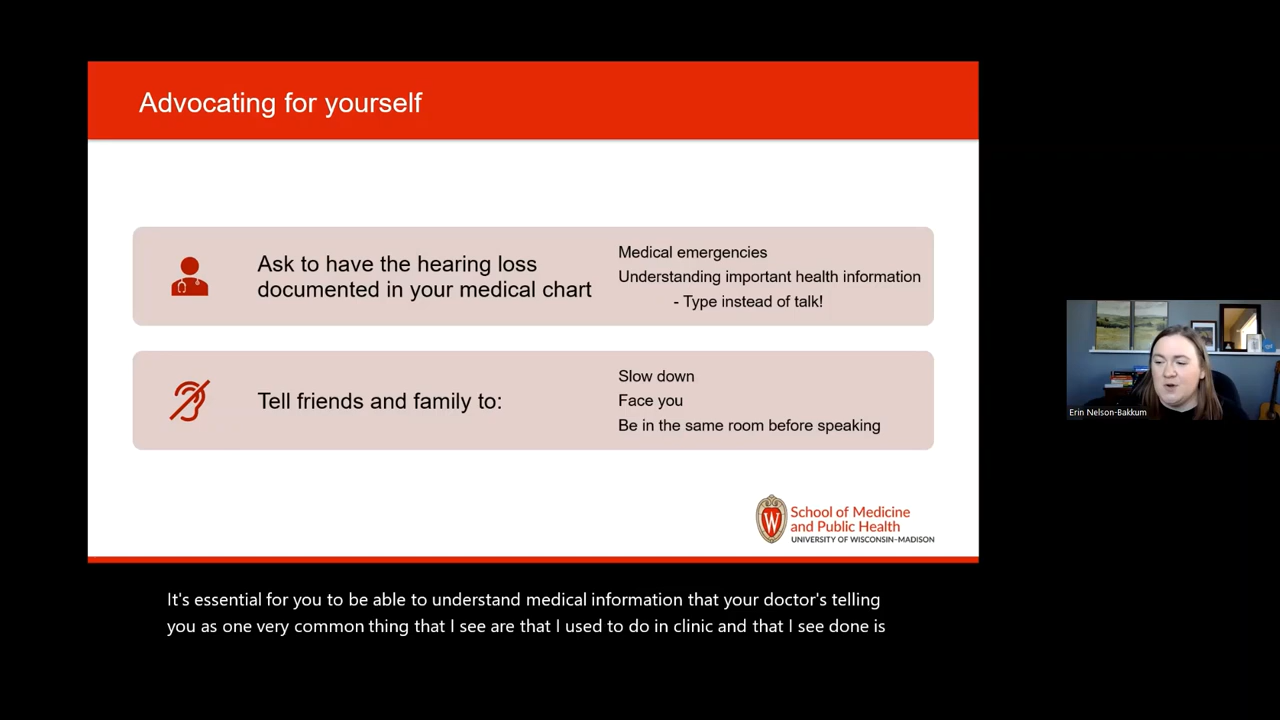 Advocating for yourself
Ask to have the hearing loss
documented in your medical chart
Medical emergencies
Understanding important health information
- Type instead of talk!
Tell friends and family to:
Slow down
Face you
Be in the same room before speaking
W
School of Medicine
and Public Health
UNIVERSITY OF WISCONSIN–MADISON
Erin Nelson-Bakkum
It's essential for you to be able to understand medical information that your doctor's telling
you as one very common thing that I see are that I used to do in clinic and that I see done is